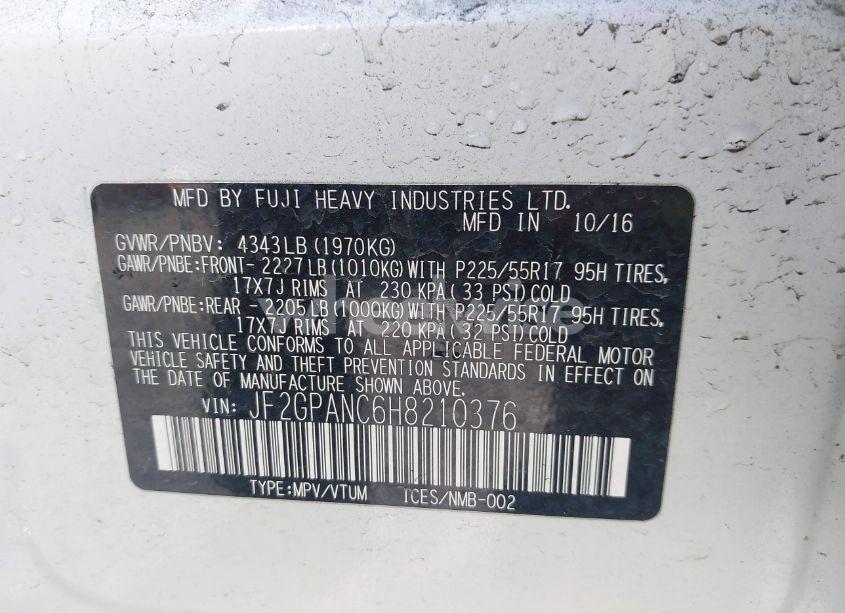 MFD BY FUJI HEAVY INDUSTRIES LTD.
MFD IN 10/16
GVWR/PNBV: 4343LB (1970KG)
GAWR/PNBE:FRONT- 2227LB (1010KG) WITH P225/55R17 95H TIRES,
17X7J RIMS AT 230 KPA( 33 PSI)COLD
GAWR/PNBE:REAR - 2205LB (1000KG) WITH P225/55R17 95H TIRES,
17X7J RIMS AT 220 KPA( 32 PSI)COLD
THIS VEHICLE CONFORMS TO ALL APPLICABLE FEDERAL MOTOR
VEHICLE SAFETY AND THEFT PREVENTION STANDARDS IN EFFECT ON
THE DATE OF MANUFACTURE SHOWN ABOVE.
VIN: JF2GPANC6H8210376
TYPE:MPV/VTUM ICES/NMB-002